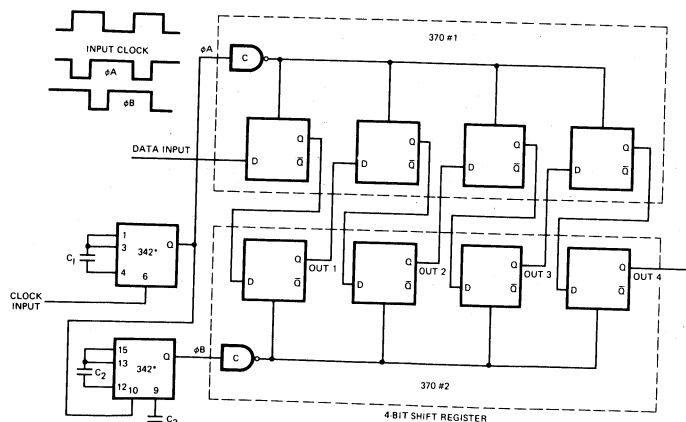 INPUT CLOCK
ϕA
ϕB
ϕA
C
370 #1
Q
D
Q̅
Q
D
Q̅
Q
D
Q̅
Q
D
Q̅
DATA INPUT
1
3
4
342*
Q
6
C1
CLOCK
INPUT
Q
D
Q̅
OUT 1
Q
D
Q̅
OUT 2
Q
D
Q̅
OUT 3
Q
D
Q̅
OUT 4
15
13
12
342*
Q
10
9
C2
ϕB
C
370 #2
4-BIT SHIFT REGISTER